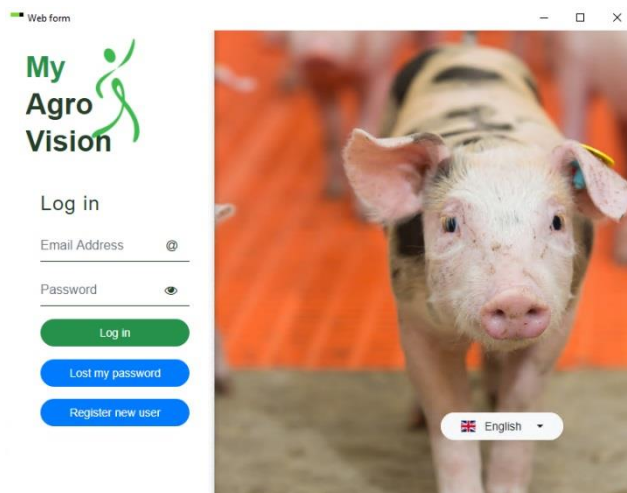 Web form
My
Agro
Vision
Log in
Email Address @
Password
Log in
Lost my password
Register new user
English